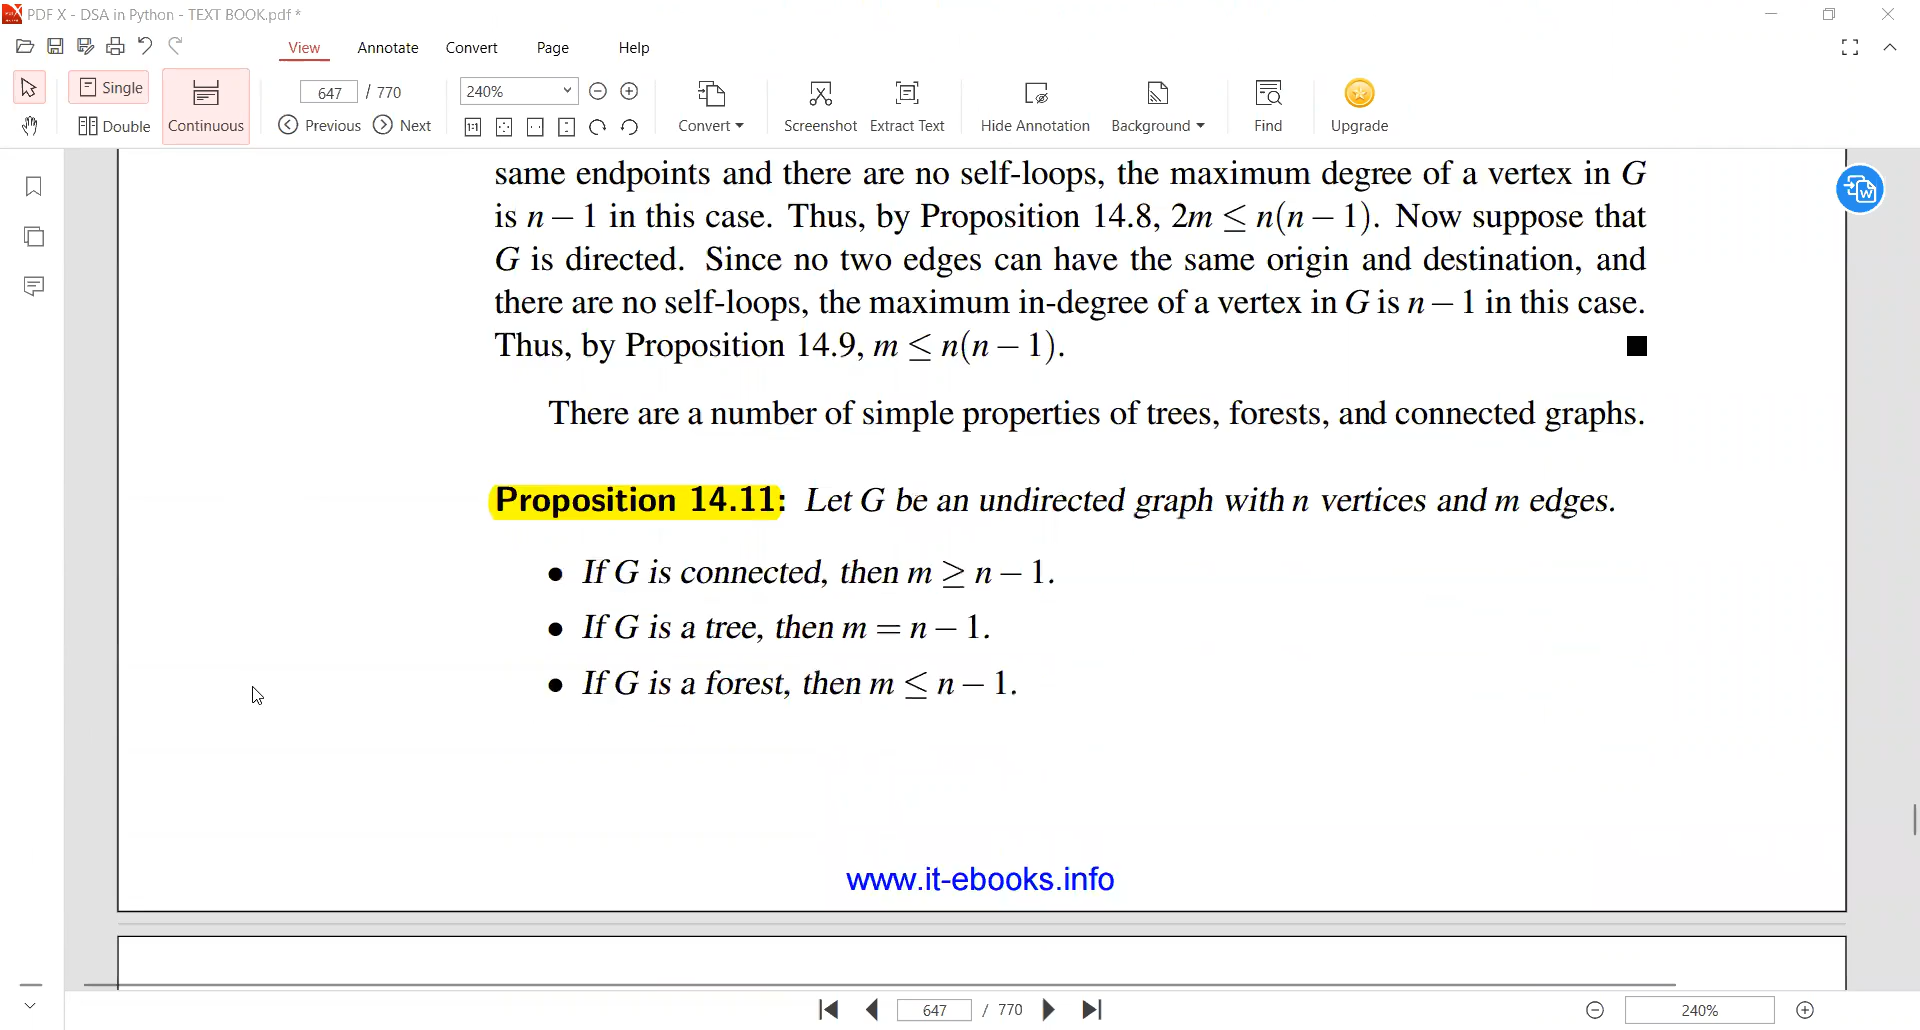 PDF X - DSA in Python - TEXT BOOK.pdf *
View Annotate Convert Page Help
Single 647 / 770 240%
Double Continuous Previous Next Convert Screenshot Extract Text Hide Annotation Background Find Upgrade
same endpoints and there are no self-loops, the maximum degree of a vertex in G
is n − 1 in this case. Thus, by Proposition 14.8, 2m ≤ n(n − 1). Now suppose that
G is directed. Since no two edges can have the same origin and destination, and
there are no self-loops, the maximum in-degree of a vertex in G is n − 1 in this case.
Thus, by Proposition 14.9, m ≤ n(n − 1). ■
There are a number of simple properties of trees, forests, and connected graphs.
Proposition 14.11: Let G be an undirected graph with n vertices and m edges.
• If G is connected, then m ≥ n − 1.
• If G is a tree, then m = n − 1.
• If G is a forest, then m ≤ n − 1.
www.it-ebooks.info
647 / 770 240%